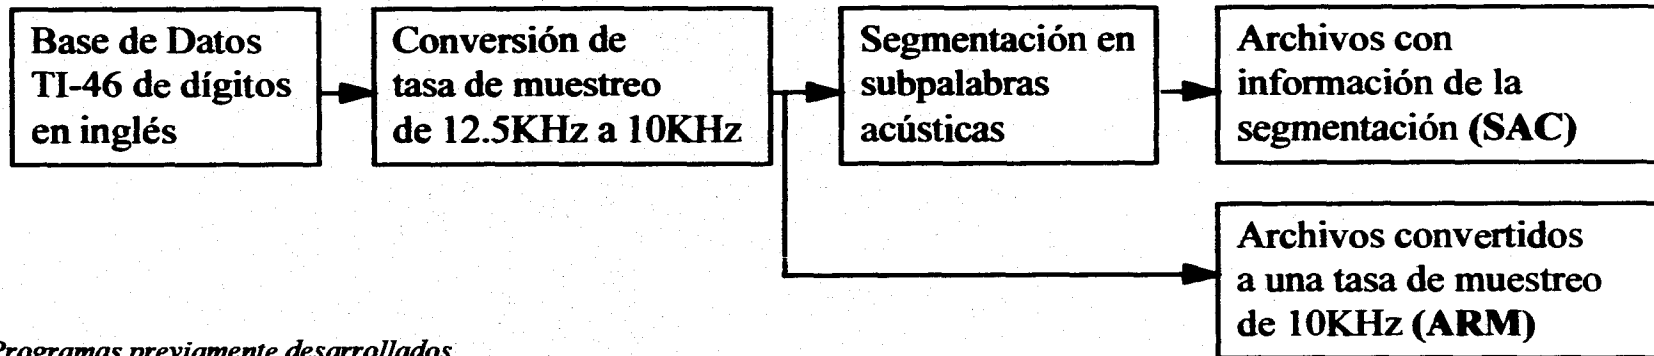 Base de Datos
TI-46 de dígitos
en inglés
Conversión de
tasa de muestreo
de 12.5KHz a 10KHz
Segmentación en
subpalabras
acústicas
Archivos con
información de la
segmentación (SAC)
Archivos convertidos
a una tasa de muestreo
de 10KHz (ARM)
Programas previamente desarrollados